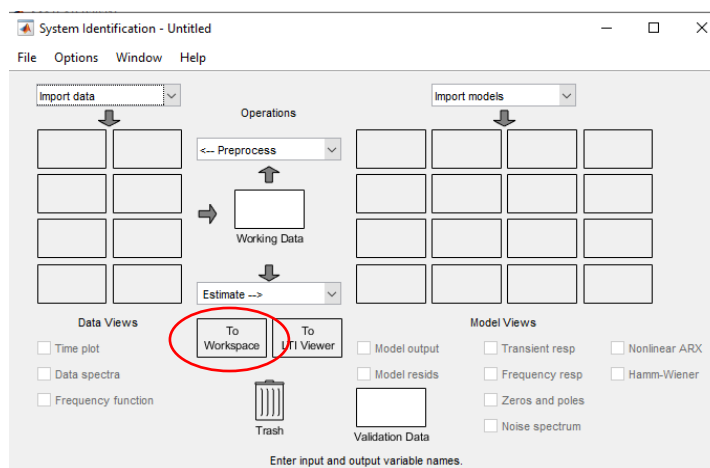 System Identification - Untitled
File Options Window Help
Import data
Import models
Operations
<-- Preprocess
Working Data
Estimate -->
Data Views
To Workspace
To LTI Viewer
Model Views
Time plot
Data spectra
Frequency function
Model output
Transient resp
Nonlinear ARX
Model resids
Frequency resp
Hamm-Wiener
Zeros and poles
Noise spectrum
Trash
Validation Data
Enter input and output variable names.